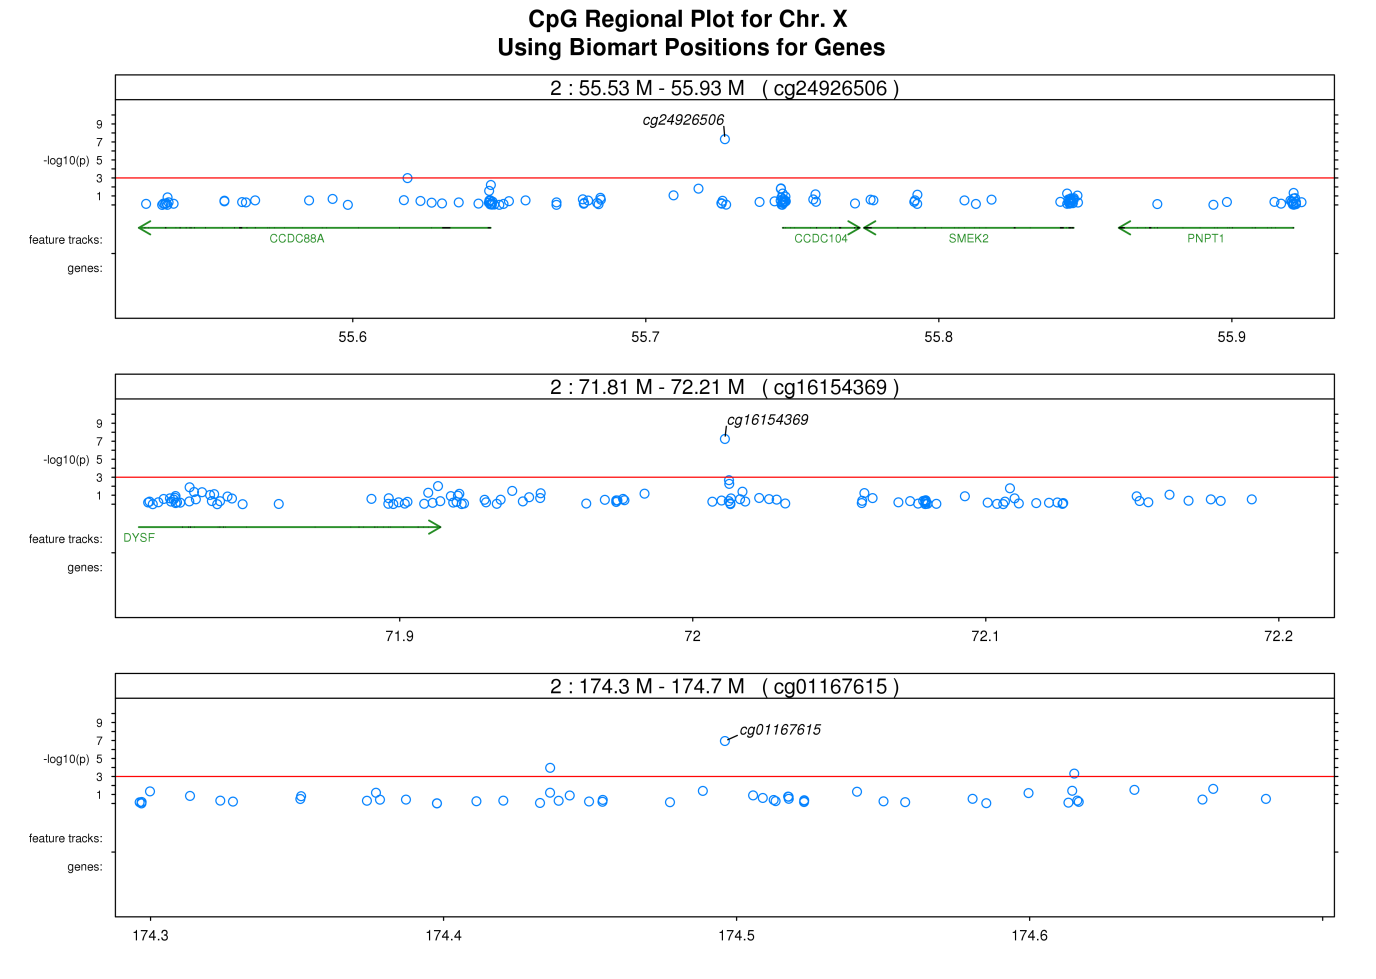 CpG Regional Plot for Chr. X
Using Biomart Positions for Genes
2 : 55.53 M - 55.93 M ( cg24926506 )
cg24926506
9
7
-log10(p) 5
3
1
CCDC88A CCDC104 SMEK2 PNPT1
feature tracks:
genes:
55.6 55.7 55.8 55.9
2 : 71.81 M - 72.21 M ( cg16154369 )
cg16154369
9
7
-log10(p) 5
3
1
DYSF
feature tracks:
genes:
71.9 72 72.1 72.2
2 : 174.3 M - 174.7 M ( cg01167615 )
9
cg01167615
7
-log10(p) 5
3
1
feature tracks:
genes:
174.3 174.4 174.5 174.6